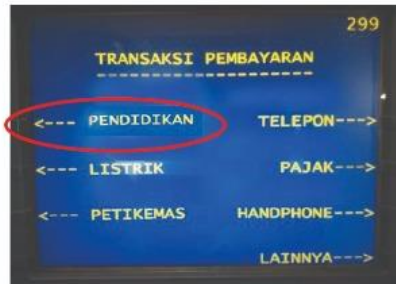 299
TRANSAKSI PEMBAYARAN
--------------------
<--- PENDIDIKAN TELEPON--->
<--- LISTRIK PAJAK--->
<--- PETIKEMAS HANDPHONE--->
LAINNYA--->